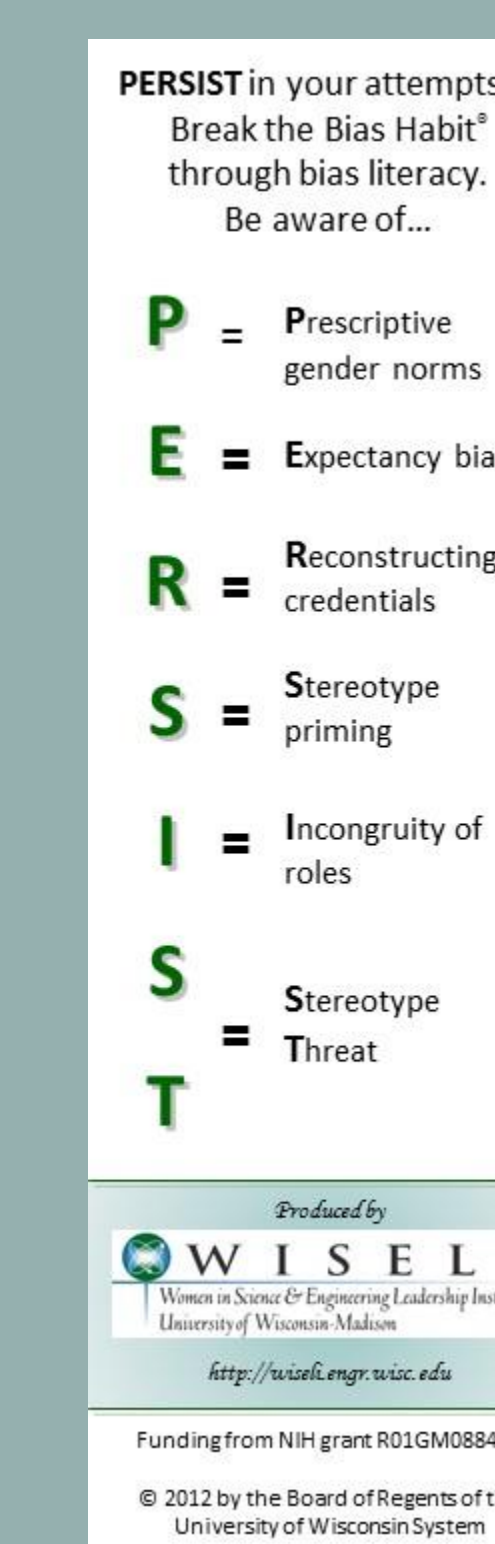 PERSIST in your attempts
Break the Bias Habit®
through bias literacy.
Be aware of...
P = Prescriptive
gender norms
E = Expectancy bia
R = Reconstructing
credentials
S = Stereotype
priming
I = Incongruity of
roles
S
T = Stereotype
Threat
Produced by
WISEL
Women in Science & Engineering Leadership Inst
University of Wisconsin-Madison
http://wiseli.engr.wisc.edu
Funding from NIH grant R01GM0884
© 2012 by the Board of Regents of t
University of Wisconsin System